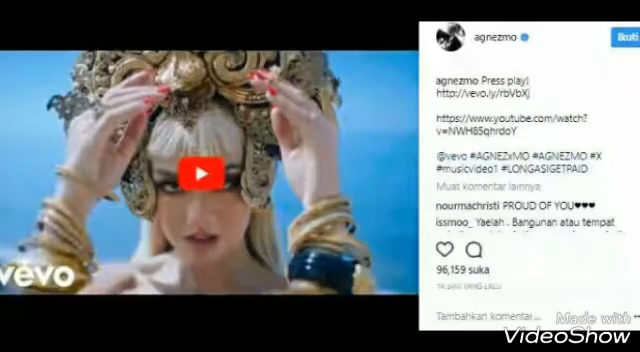 agnezmo
Ikuti
agnezmo Press play!
http://vevo.ly/rbVbXj
https://www.youtube.com/watch?
v=NWH85qhrdoY
@vevo #AGNEZxMO #AGNEZMO #X
#musicvideo1 #LONGASIGETPAID
Muat komentar lainnya
nourmachristi PROUD OF YOU♥♥♥
issmoo_ Yaelah . Bangunan atau tempat
96,159 suka
YANG LALU
Tambahkan komentar...
vevo
Made with
VideoShow